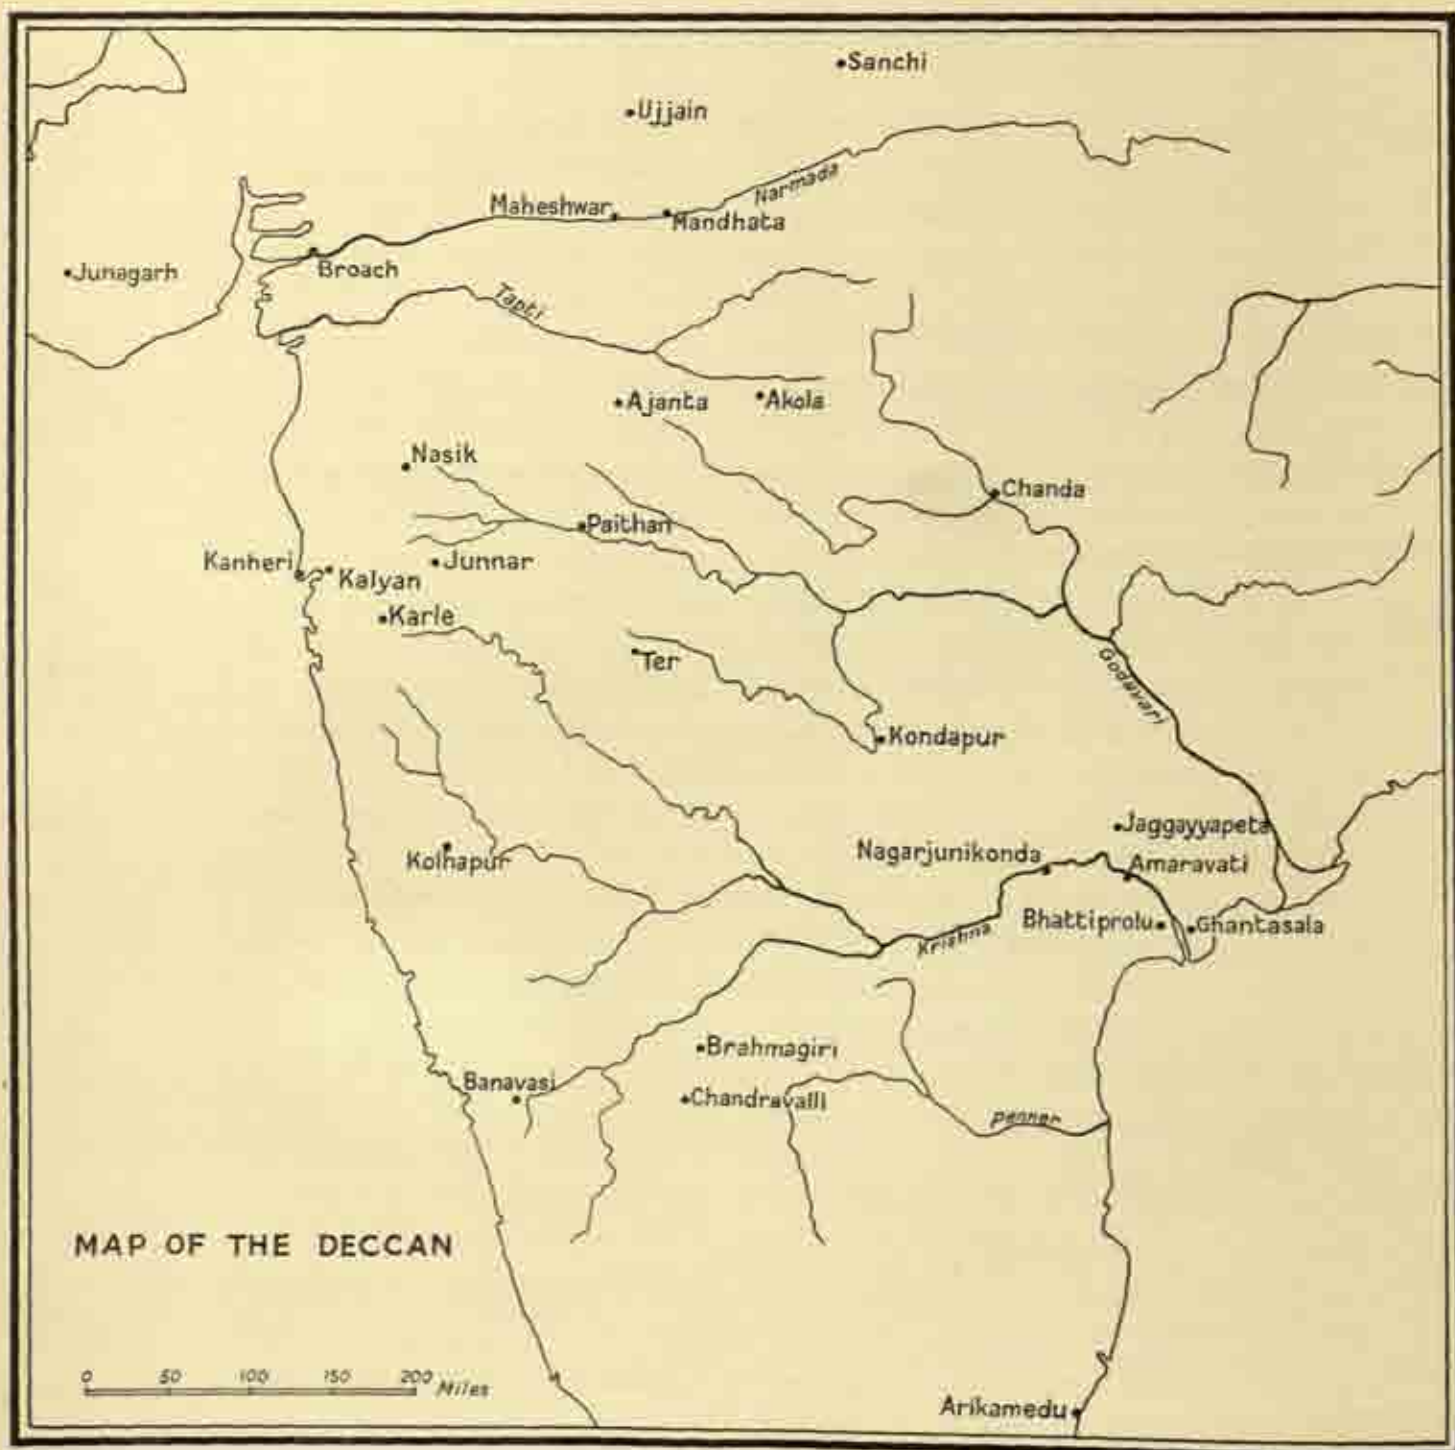 Sanchi
Ujjain
Narmada
Maheshwar
Mandhata
Junagarh
Broach
Tapti
Ajanta
Akola
Nasik
Chanda
Paithan
Kanheri
Kalyan
Junnar
Karle
Ter
Godavari
Kondapur
Jaggayyapeta
Nagarjunikonda
Amaravati
Kolhapur
Bhattiprolu
Ghantasala
Krishna
Brahmagiri
Banavasi
Chandravalli
Penner
MAP OF THE DECCAN
0 50 100 150 200 Miles
Arikamedu